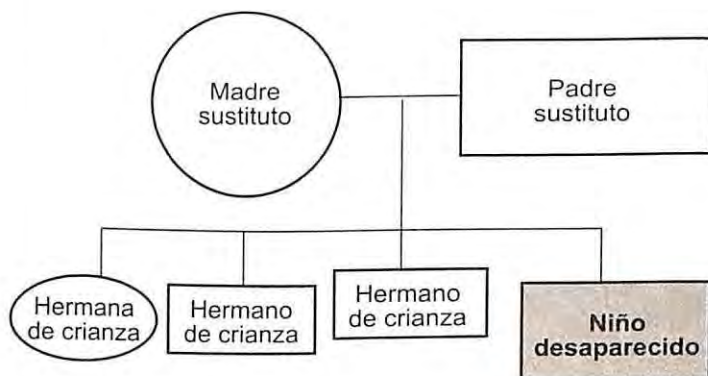 Madre
sustituto
Padre
sustituto
Hermana
de crianza
Hermano
de crianza
Hermano
de crianza
Niño
desaparecido